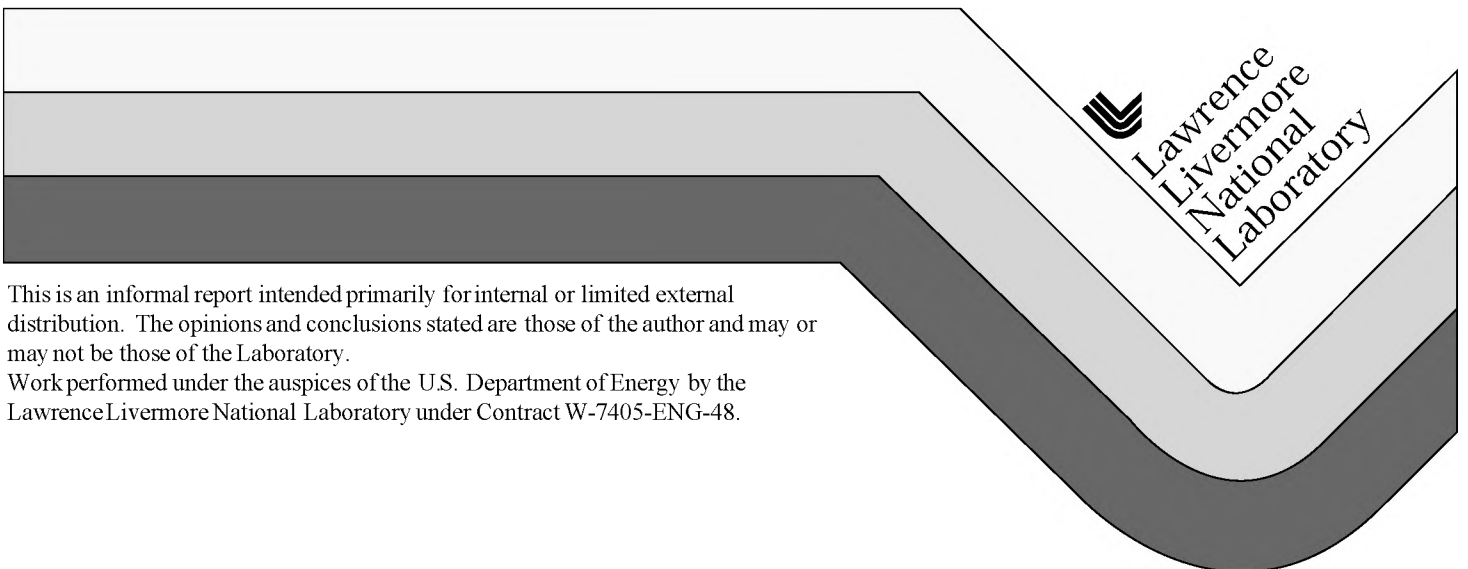 Lawrence
Livermore
National
Laboratory
This is an informal report intended primarily for internal or limited external
distribution. The opinions and conclusions stated are those of the author and may or
may not be those of the Laboratory.
Work performed under the auspices of the U.S. Department of Energy by the
Lawrence Livermore National Laboratory under Contract W-7405-ENG-48.